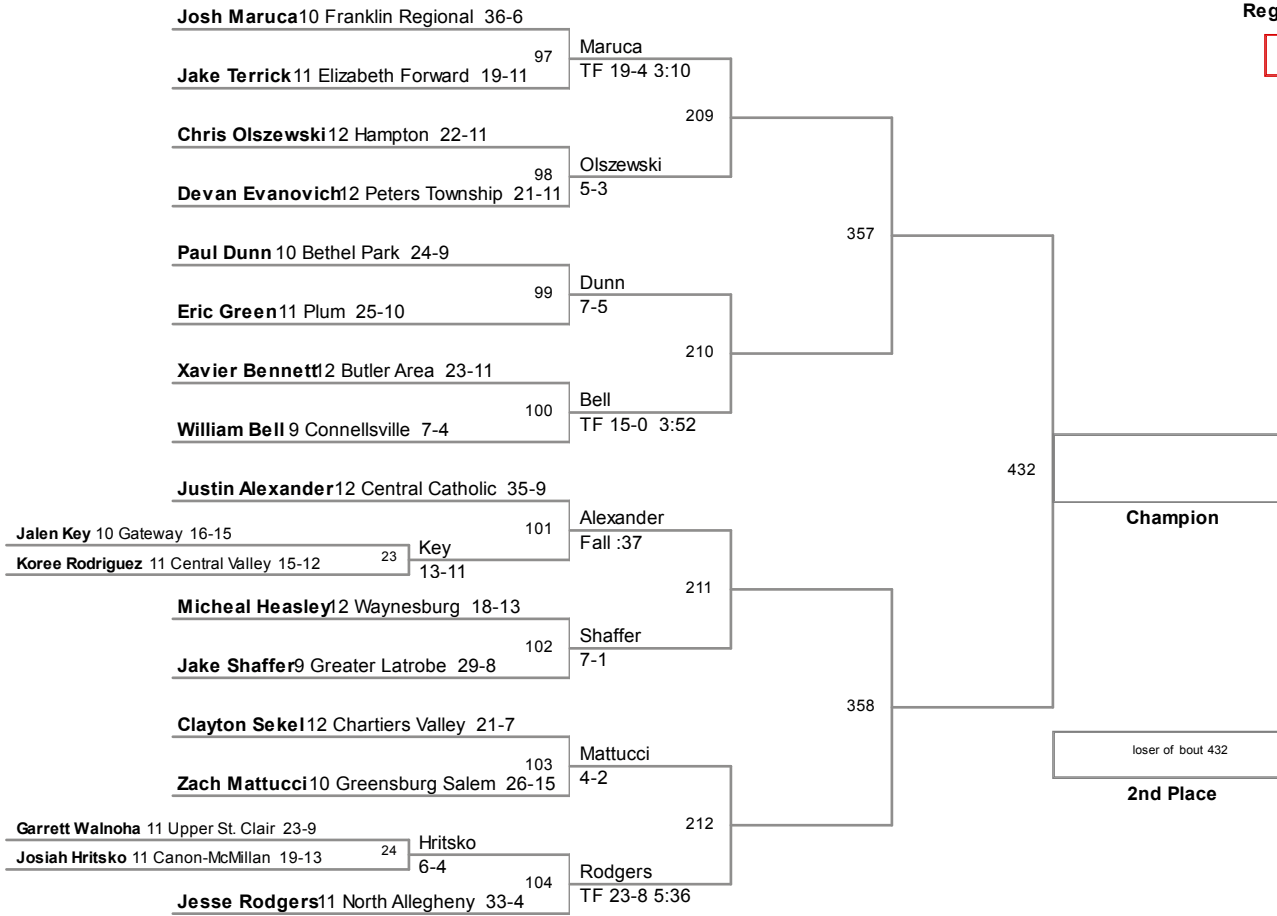 Reg
Josh Maruca 10 Franklin Regional 36-6
97
Maruca
Jake Terrick 11 Elizabeth Forward 19-11
TF 19-4 3:10
209
Chris Olszewski 12 Hampton 22-11
98
Olszewski
Devan Evanovich 12 Peters Township 21-11
5-3
357
Paul Dunn 10 Bethel Park 24-9
99
Dunn
Eric Green 11 Plum 25-10
7-5
210
Xavier Bennett 12 Butler Area 23-11
100
Bell
William Bell 9 Connellsville 7-4
TF 15-0 3:52
432
Champion
Justin Alexander 12 Central Catholic 35-9
101
Alexander
Fall :37
Jalen Key 10 Gateway 16-15
23
Key
Koree Rodriguez 11 Central Valley 15-12
13-11
211
Micheal Heasley 12 Waynesburg 18-13
102
Shaffer
Jake Shaffer 9 Greater Latrobe 29-8
7-1
358
Clayton Sekel 12 Chartiers Valley 21-7
103
Mattucci
Zach Mattucci 10 Greensburg Salem 26-15
4-2
loser of bout 432
2nd Place
212
Garrett Walnoha 11 Upper St. Clair 23-9
24
Hritsko
Josiah Hritsko 11 Canon-McMillan 19-13
6-4
104
Rodgers
Jesse Rodgers 11 North Allegheny 33-4
TF 23-8 5:36